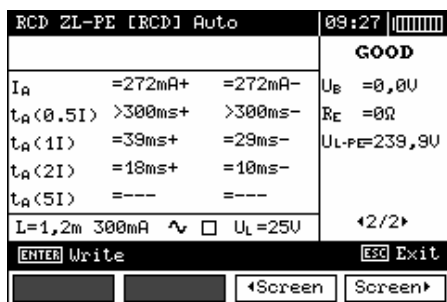 RCD ZL-PE [RCD] Auto 09:27
GOOD
IA =272mA+ =272mA-
tA(0.5I) >300ms+ >300ms-
tA(1I) =39ms+ =29ms-
tA(2I) =18ms+ =10ms-
tA(5I) =--- =---
UB =0,0V
RE =0Ω
UL-PE=239,9V
L=1,2m 300mA ∿ □ UL=25V
◂2/2▸
ENTER Write ESC Exit
◂Screen Screen▸